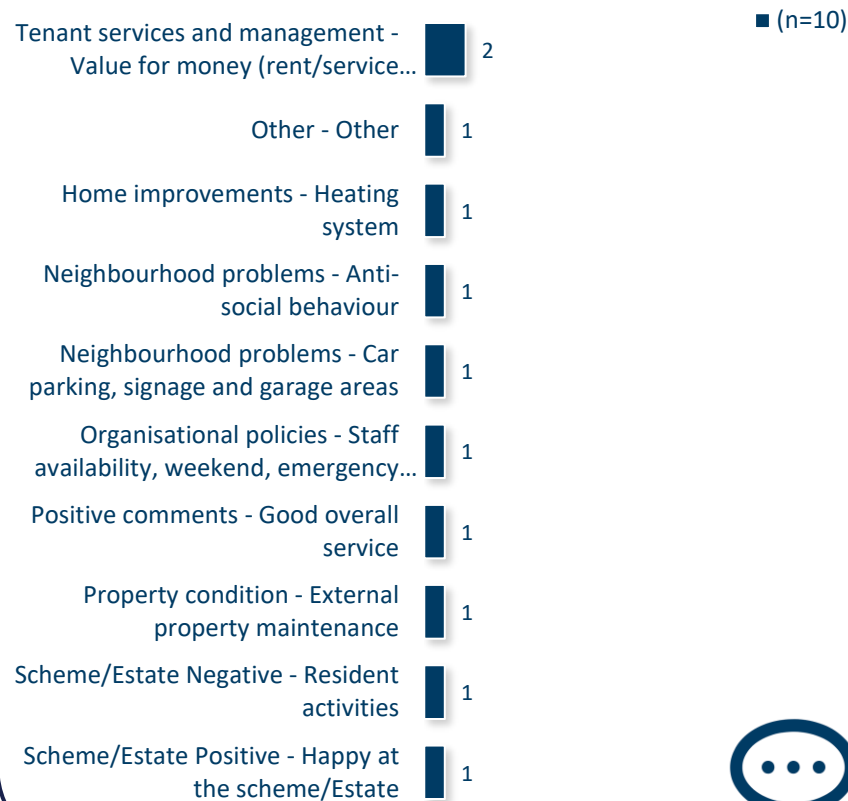 (n=10)
Tenant services and management -
Value for money (rent/service...
2
Other - Other
1
Home improvements - Heating
system
1
Neighbourhood problems - Anti-
social behaviour
1
Neighbourhood problems - Car
parking, signage and garage areas
1
Organisational policies - Staff
availability, weekend, emergency...
1
Positive comments - Good overall
service
1
Property condition - External
property maintenance
1
Scheme/Estate Negative - Resident
activities
1
Scheme/Estate Positive - Happy at
the scheme/Estate
1